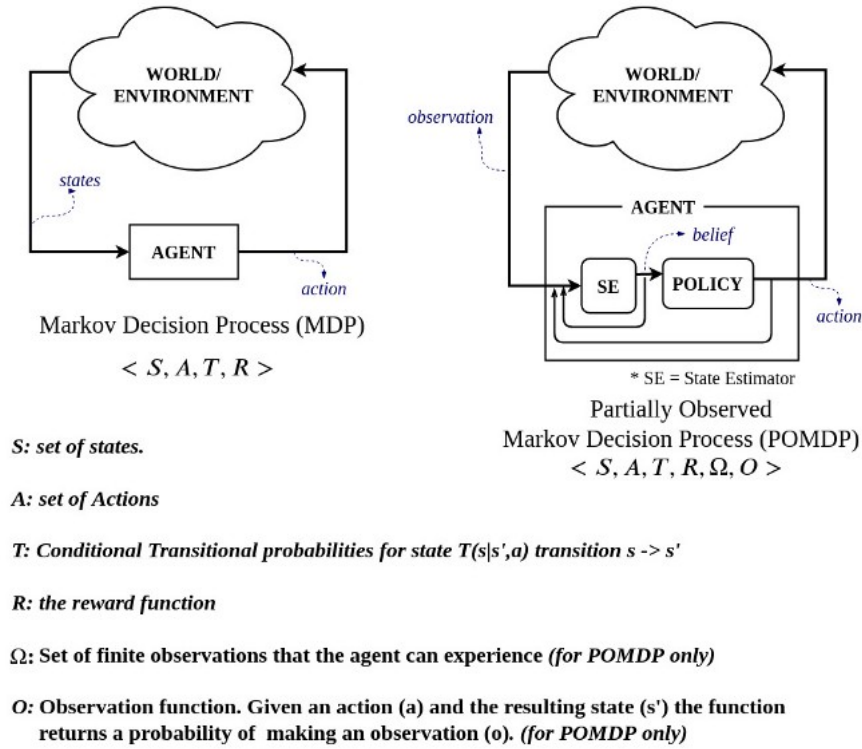 WORLD/
ENVIRONMENT
states
AGENT
action
Markov Decision Process (MDP)
< S, A, T, R >
WORLD/
ENVIRONMENT
observation
AGENT
belief
SE
POLICY
action
* SE = State Estimator
Partially Observed
Markov Decision Process (POMDP)
< S, A, T, R, Ω, O >
S: set of states.
A: set of Actions
T: Conditional Transitional probabilities for state T(s|s',a) transition s -> s'
R: the reward function
Ω: Set of finite observations that the agent can experience (for POMDP only)
O: Observation function. Given an action (a) and the resulting state (s') the function
returns a probability of making an observation (o). (for POMDP only)